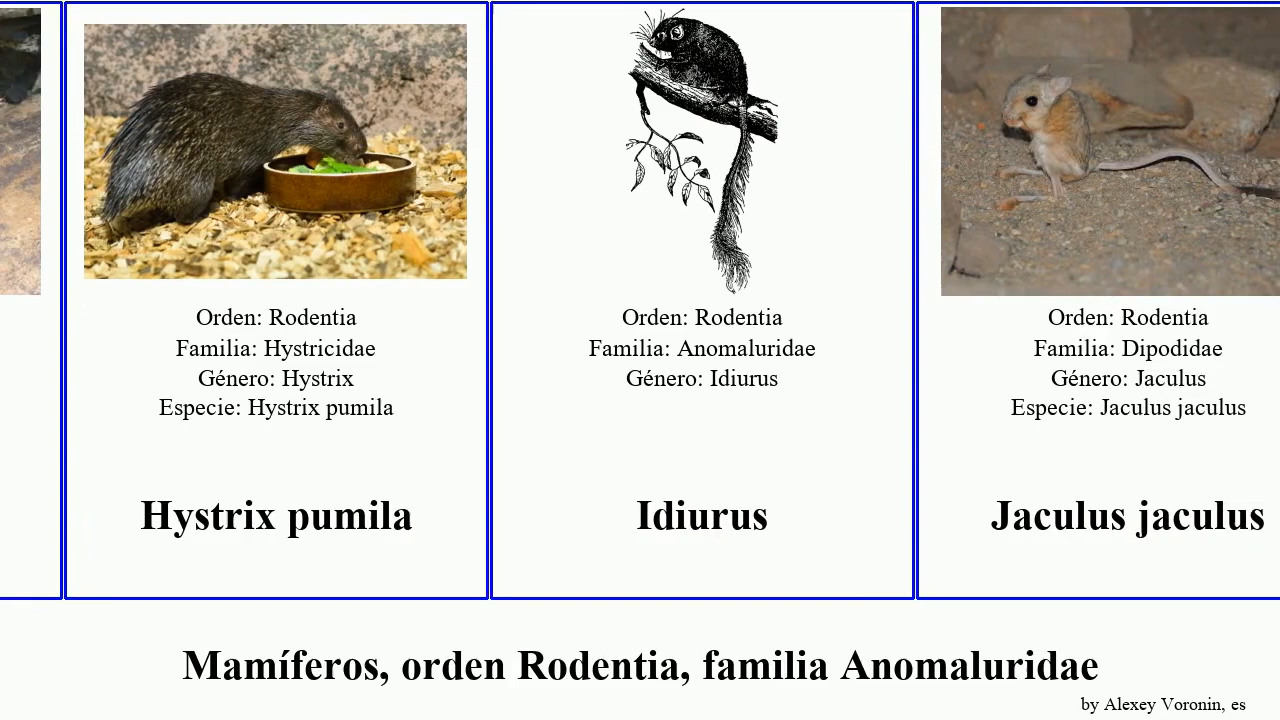 Orden: Rodentia
Familia: Hystricidae
Género: Hystrix
Especie: Hystrix pumila
Hystrix pumila
Orden: Rodentia
Familia: Anomaluridae
Género: Idiurus
Idiurus
Orden: Rodentia
Familia: Dipodidae
Género: Jaculus
Especie: Jaculus jaculus
Jaculus jaculus
Mamíferos, orden Rodentia, familia Anomaluridae
by Alexey Voronin, es